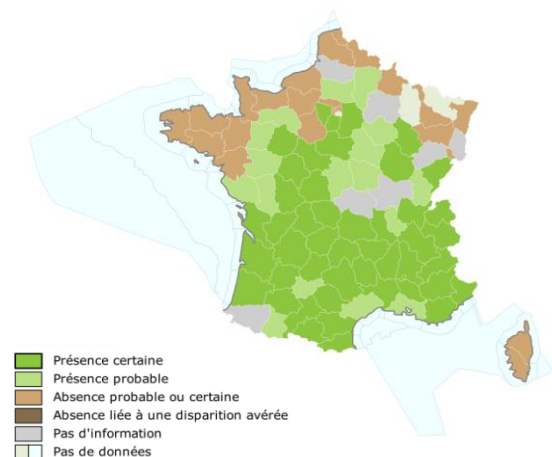 Présence certaine
Présence probable
Absence probable ou certaine
Absence liée à une disparition avérée
Pas d'information
Pas de données